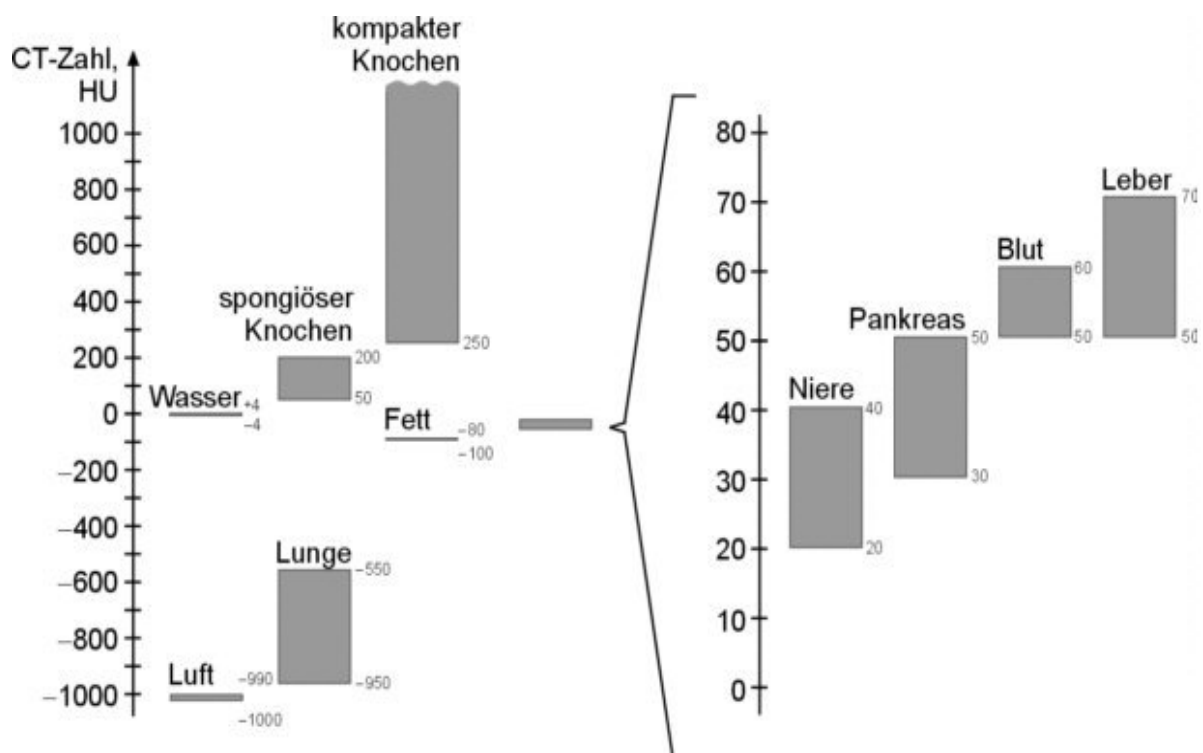 kompakter
Knochen
CT-Zahl,
HU
1000
800
600
400
200
0
–200
–400
–600
–800
–1000
spongiöser
Knochen
200
50
250
Wasser
+4
–4
Fett
–80
–100
Lunge
–550
–950
Luft
–990
–1000
80
70
60
50
40
30
20
10
0
Leber
70
50
Blut
60
50
Pankreas
50
30
Niere
40
20